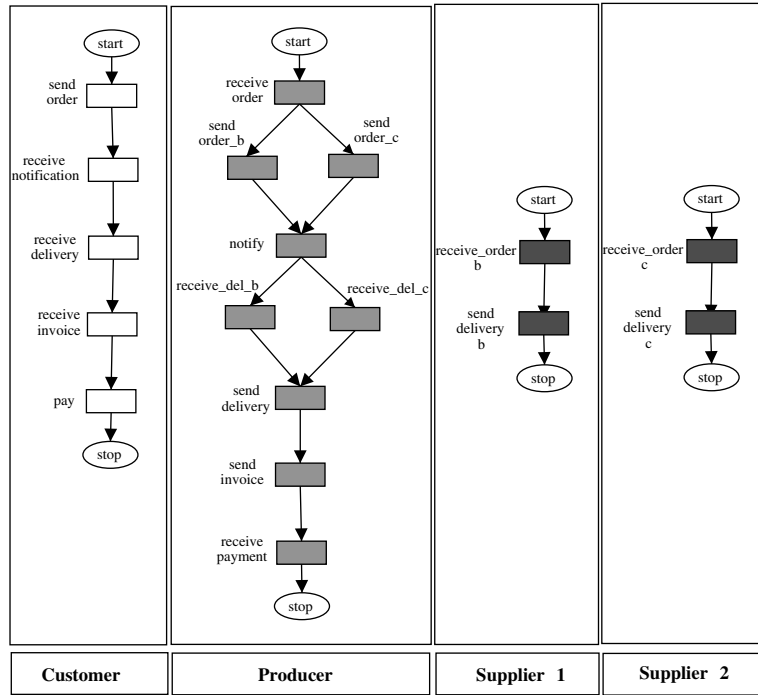 start
send
order
receive
notification
receive
delivery
receive
invoice
pay
stop
start
receive
order
send
order_b
send
order_c
notify
receive_del_b
receive_del_c
send
delivery
send
invoice
receive
payment
stop
start
receive_order
b
send
delivery
b
stop
start
receive_order
c
send
delivery
c
stop
Customer
Producer
Supplier 1
Supplier 2